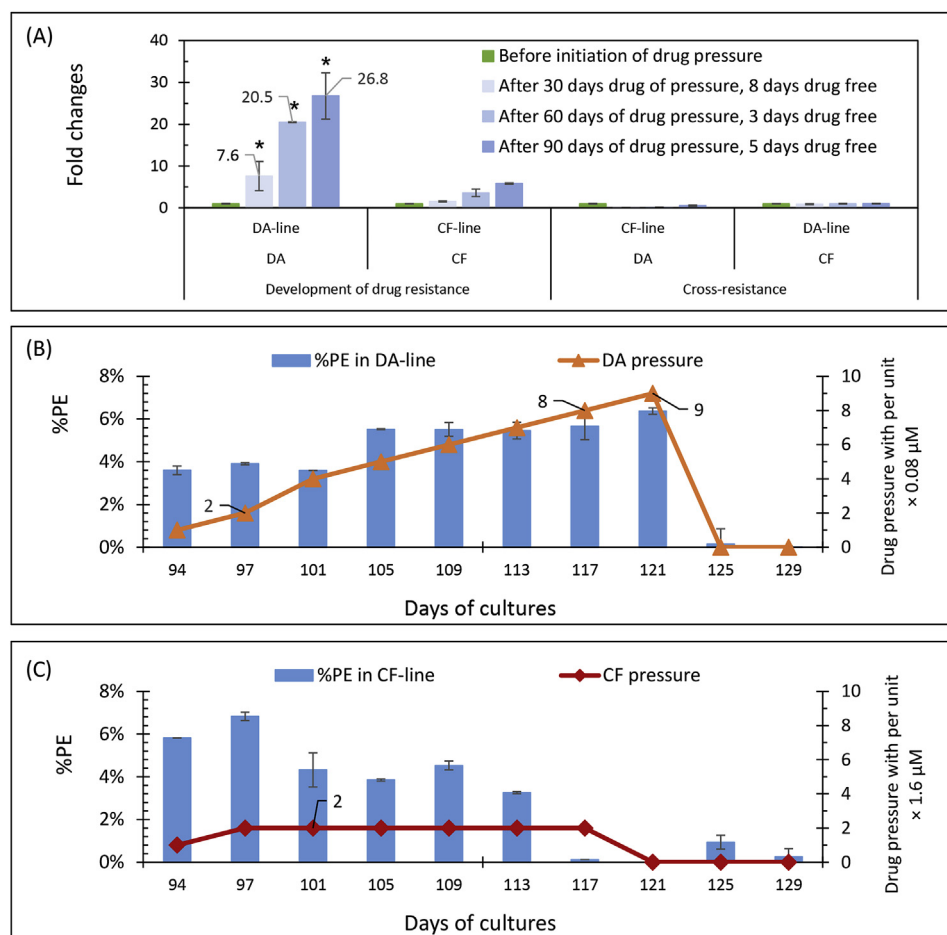 (A)
Fold changes
40
30
20
10
0
7.6
20.5
26.8
*
*
*
Before initiation of drug pressure
After 30 days drug of pressure, 8 days drug free
After 60 days of drug pressure, 3 days drug free
After 90 days of drug pressure, 5 days drug free
DA-line CF-line CF-line DA-line
DA CF DA CF
Development of drug resistance Cross-resistance
(B)
%PE in DA-line DA pressure
%PE
8%
6%
4%
2%
0%
2
8
9
10
8
6
4
2
0
Drug pressure with per unit
× 0.08 μM
94 97 101 105 109 113 117 121 125 129
Days of cultures
(C)
%PE in CF-line CF pressure
%PE
8%
6%
4%
2%
0%
2
10
8
6
4
2
0
Drug pressure with per unit
× 1.6 μM
94 97 101 105 109 113 117 121 125 129
Days of cultures